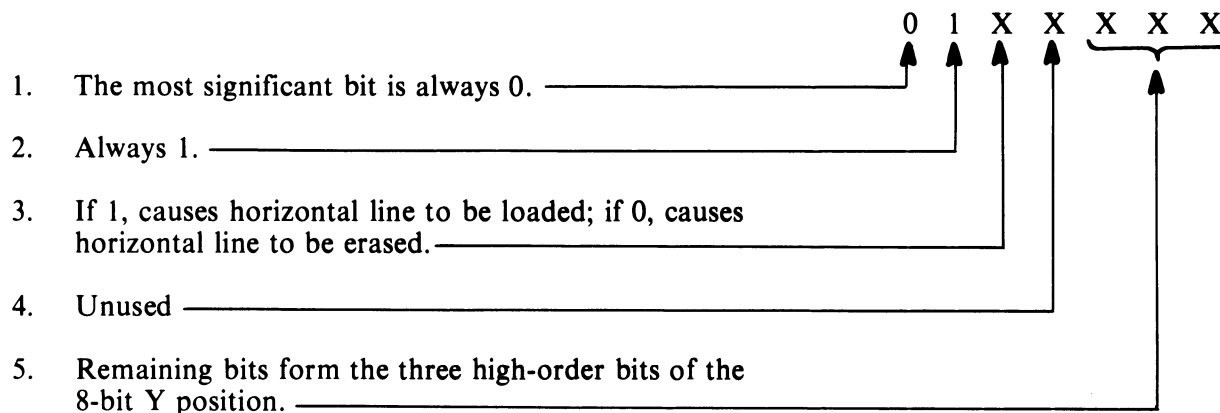 0 1 X X X X X
1. The most significant bit is always 0.
2. Always 1.
3. If 1, causes horizontal line to be loaded; if 0, causes
horizontal line to be erased.
4. Unused
5. Remaining bits form the three high-order bits of the
8-bit Y position.